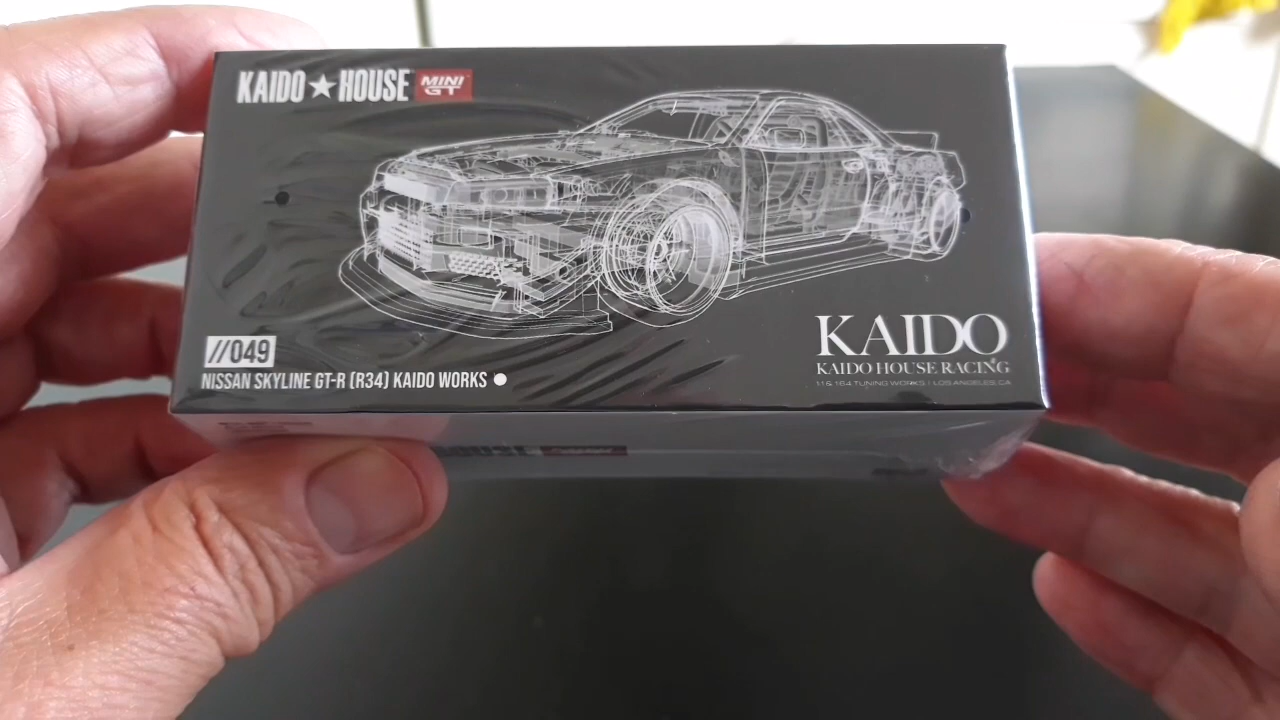 KAIDO★HOUSE MINI GT
//049
NISSAN SKYLINE GT-R (R34) KAIDO WORKS
KAIDO
KAIDO HOUSE RACING
1:1 & 1:64 TUNING WORKS / LOS ANGELES, CA